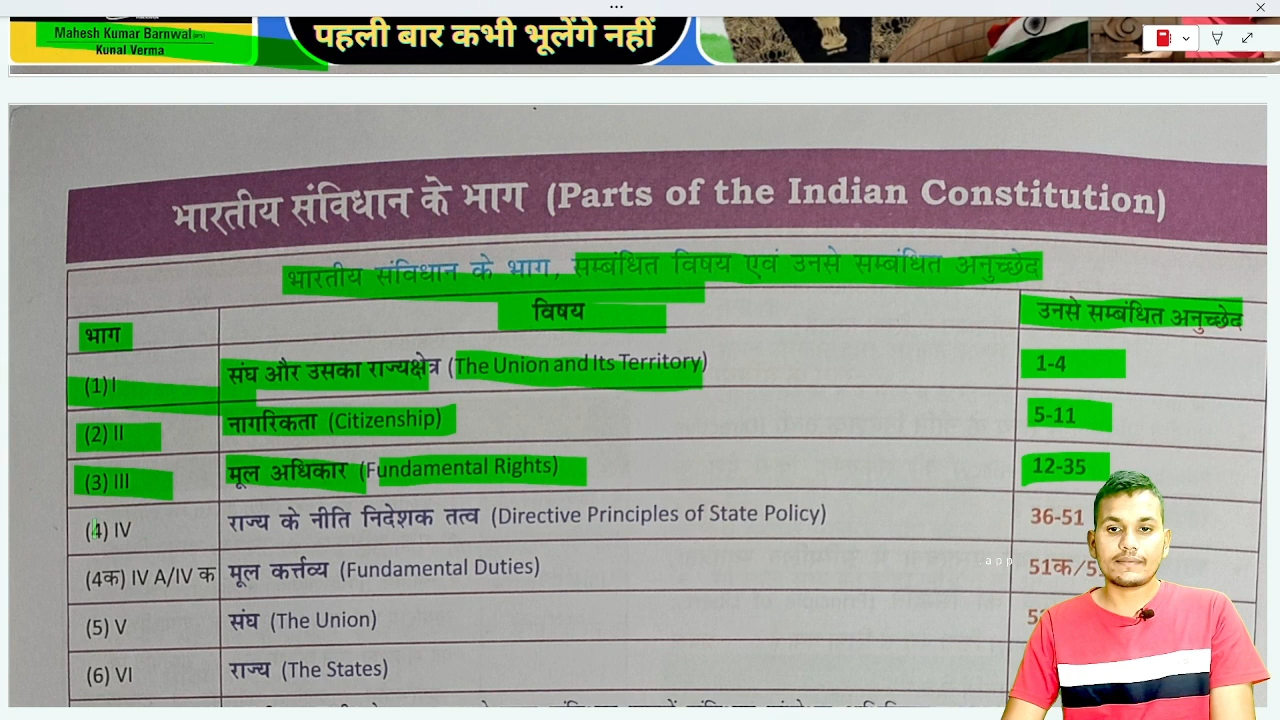 Mahesh Kumar Barnwal
Kunal Verma
पहली बार कभी भूलेंगे नहीं
भारतीय संविधान के भाग (Parts of the Indian Constitution)
भारतीय संविधान के भाग, सम्बंधित विषय एवं उनसे सम्बंधित अनुच्छेद
भाग विषय उनसे सम्बंधित अनुच्छेद
(1) I संघ और उसका राज्यक्षेत्र (The Union and Its Territory) 1-4
(2) II नागरिकता (Citizenship) 5-11
(3) III मूल अधिकार (Fundamental Rights) 12-35
(4) IV राज्य के नीति निदेशक तत्व (Directive Principles of State Policy) 36-51
(4क) IV A/IV क मूल कर्त्तव्य (Fundamental Duties) 51क/5
(5) V संघ (The Union)
(6) VI राज्य (The States)
.app